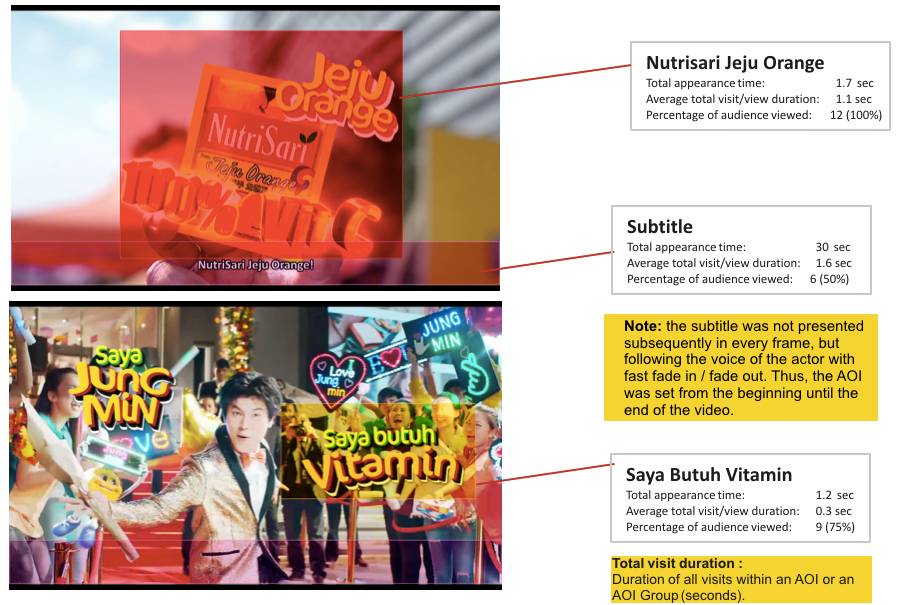 Jeju
Orange
NutriSari
Jeju Orange
100% AVit C
NutriSari Jeju Orange!
Nutrisari Jeju Orange
Total appearance time: 1.7 sec
Average total visit/view duration: 1.1 sec
Percentage of audience viewed: 12 (100%)
Subtitle
Total appearance time: 30 sec
Average total visit/view duration: 1.6 sec
Percentage of audience viewed: 6 (50%)
Note: the subtitle was not presented
subsequently in every frame, but
following the voice of the actor with
fast fade in / fade out. Thus, the AOI
was set from the beginning until the
end of the video.
Saya
Jung
Min
Love
Love
Jung
min
JUNG
MIN
Saya butuh
Vitamin
Saya Butuh Vitamin
Total appearance time: 1.2 sec
Average total visit/view duration: 0.3 sec
Percentage of audience viewed: 9 (75%)
Total visit duration :
Duration of all visits within an AOI or an
AOI Group (seconds).